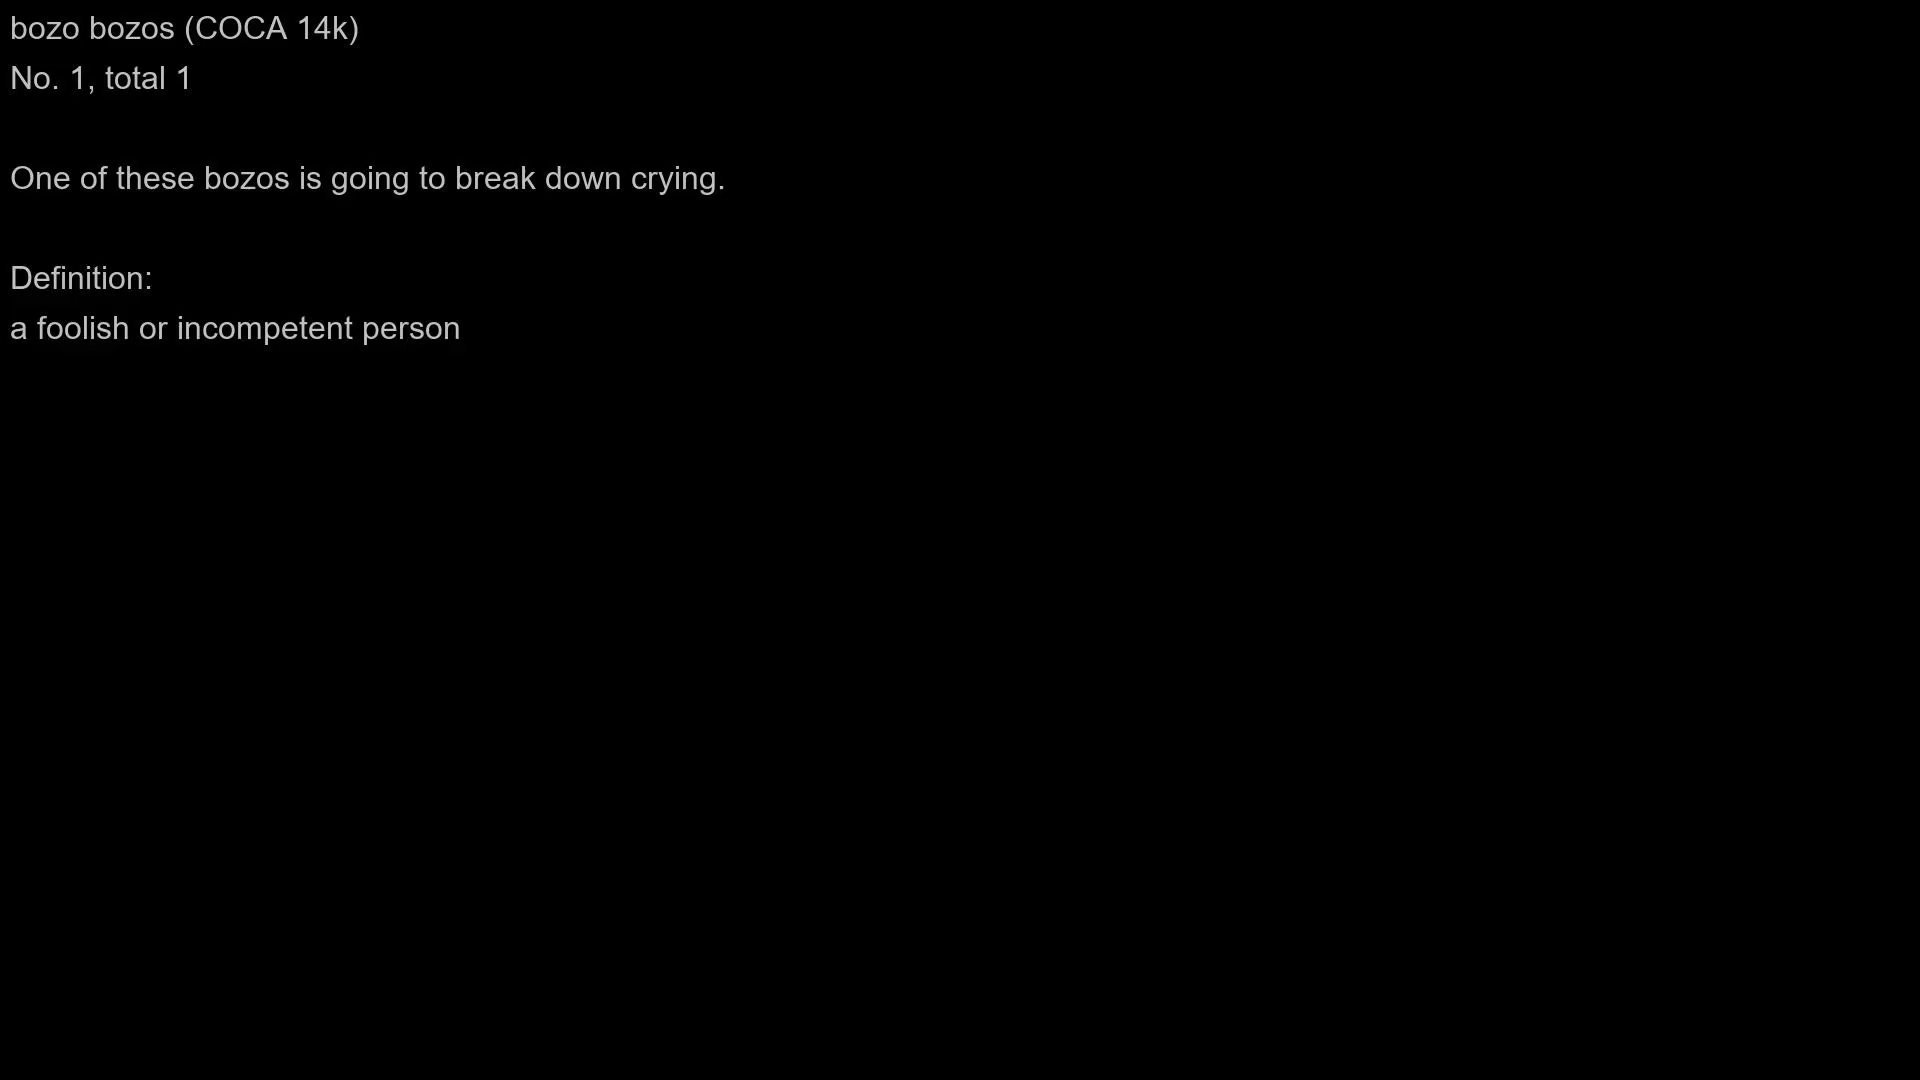 bozo bozos (COCA 14k)
No. 1, total 1
One of these bozos is going to break down crying.
Definition:
a foolish or incompetent person